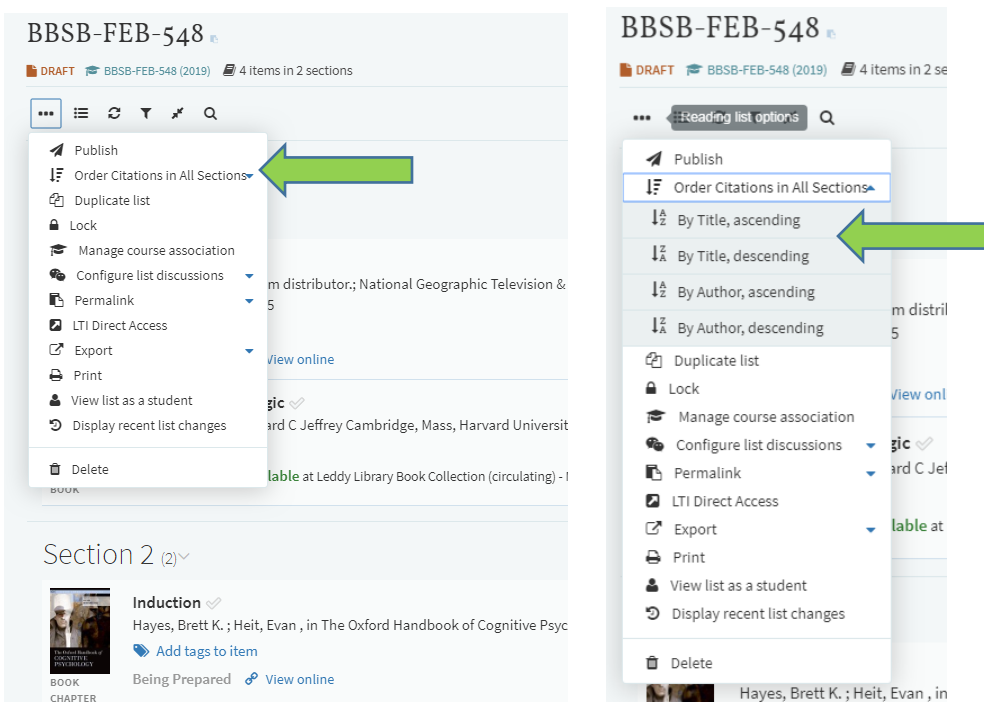 BBSB-FEB-548
DRAFT BBSB-FEB-548 (2019) 4 items in 2 sections
Publish
Order Citations in All Sections
Duplicate list
Lock
Manage course association
Configure list discussions
m distributor.; National Geographic Television &
Permalink
5
LTI Direct Access
Export
View online
Print
View list as a student
gic
Display recent list changes
ard C Jeffrey Cambridge, Mass, Harvard Universit
Delete
lable at Leddy Library Book Collection (circulating) - M
BOOK
Section 2 (2)
Induction
Hayes, Brett K. ; Heit, Evan , in The Oxford Handbook of Cognitive Psyc
Add tags to item
The Oxford Handbook of
COGNITIVE
PSYCHOLOGY
BOOK
CHAPTER
Being Prepared View online
BBSB-FEB-548
DRAFT BBSB-FEB-548 (2019) 4 items in 2 se
Reading list options
Publish
Order Citations in All Sections
By Title, ascending
By Title, descending
By Author, ascending
m distril
By Author, descending
5
Duplicate list
Lock
View onl
Manage course association
Configure list discussions
gic
Permalink
ard C Jef
LTI Direct Access
Export
lable at
Print
View list as a student
Display recent list changes
Delete
Hayes, Brett K. ; Heit, Evan , in